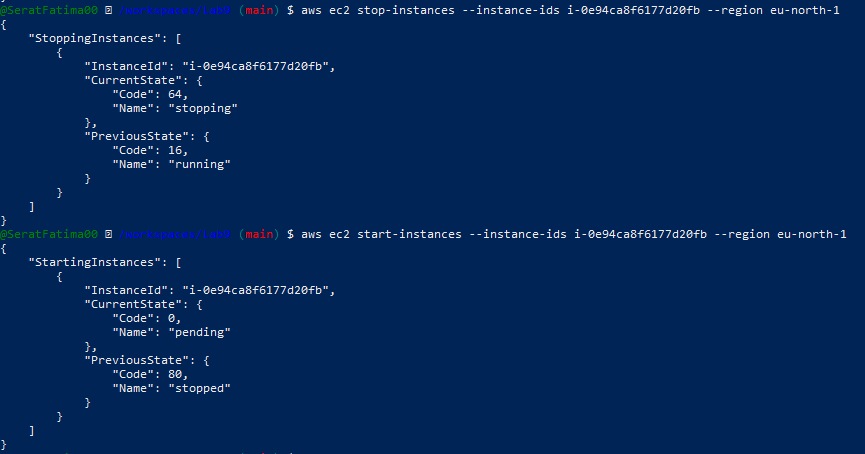 @SeratFatima00 /workspaces/Lab9 (main) $ aws ec2 stop-instances --instance-ids i-0e94ca8f6177d20fb --region eu-north-1
{
    "StoppingInstances": [
        {
            "InstanceId": "i-0e94ca8f6177d20fb",
            "CurrentState": {
                "Code": 64,
                "Name": "stopping"
            },
            "PreviousState": {
                "Code": 16,
                "Name": "running"
            }
        }
    ]
}
@SeratFatima00 /workspaces/Lab9 (main) $ aws ec2 start-instances --instance-ids i-0e94ca8f6177d20fb --region eu-north-1
{
    "StartingInstances": [
        {
            "InstanceId": "i-0e94ca8f6177d20fb",
            "CurrentState": {
                "Code": 0,
                "Name": "pending"
            },
            "PreviousState": {
                "Code": 80,
                "Name": "stopped"
            }
        }
    ]
}